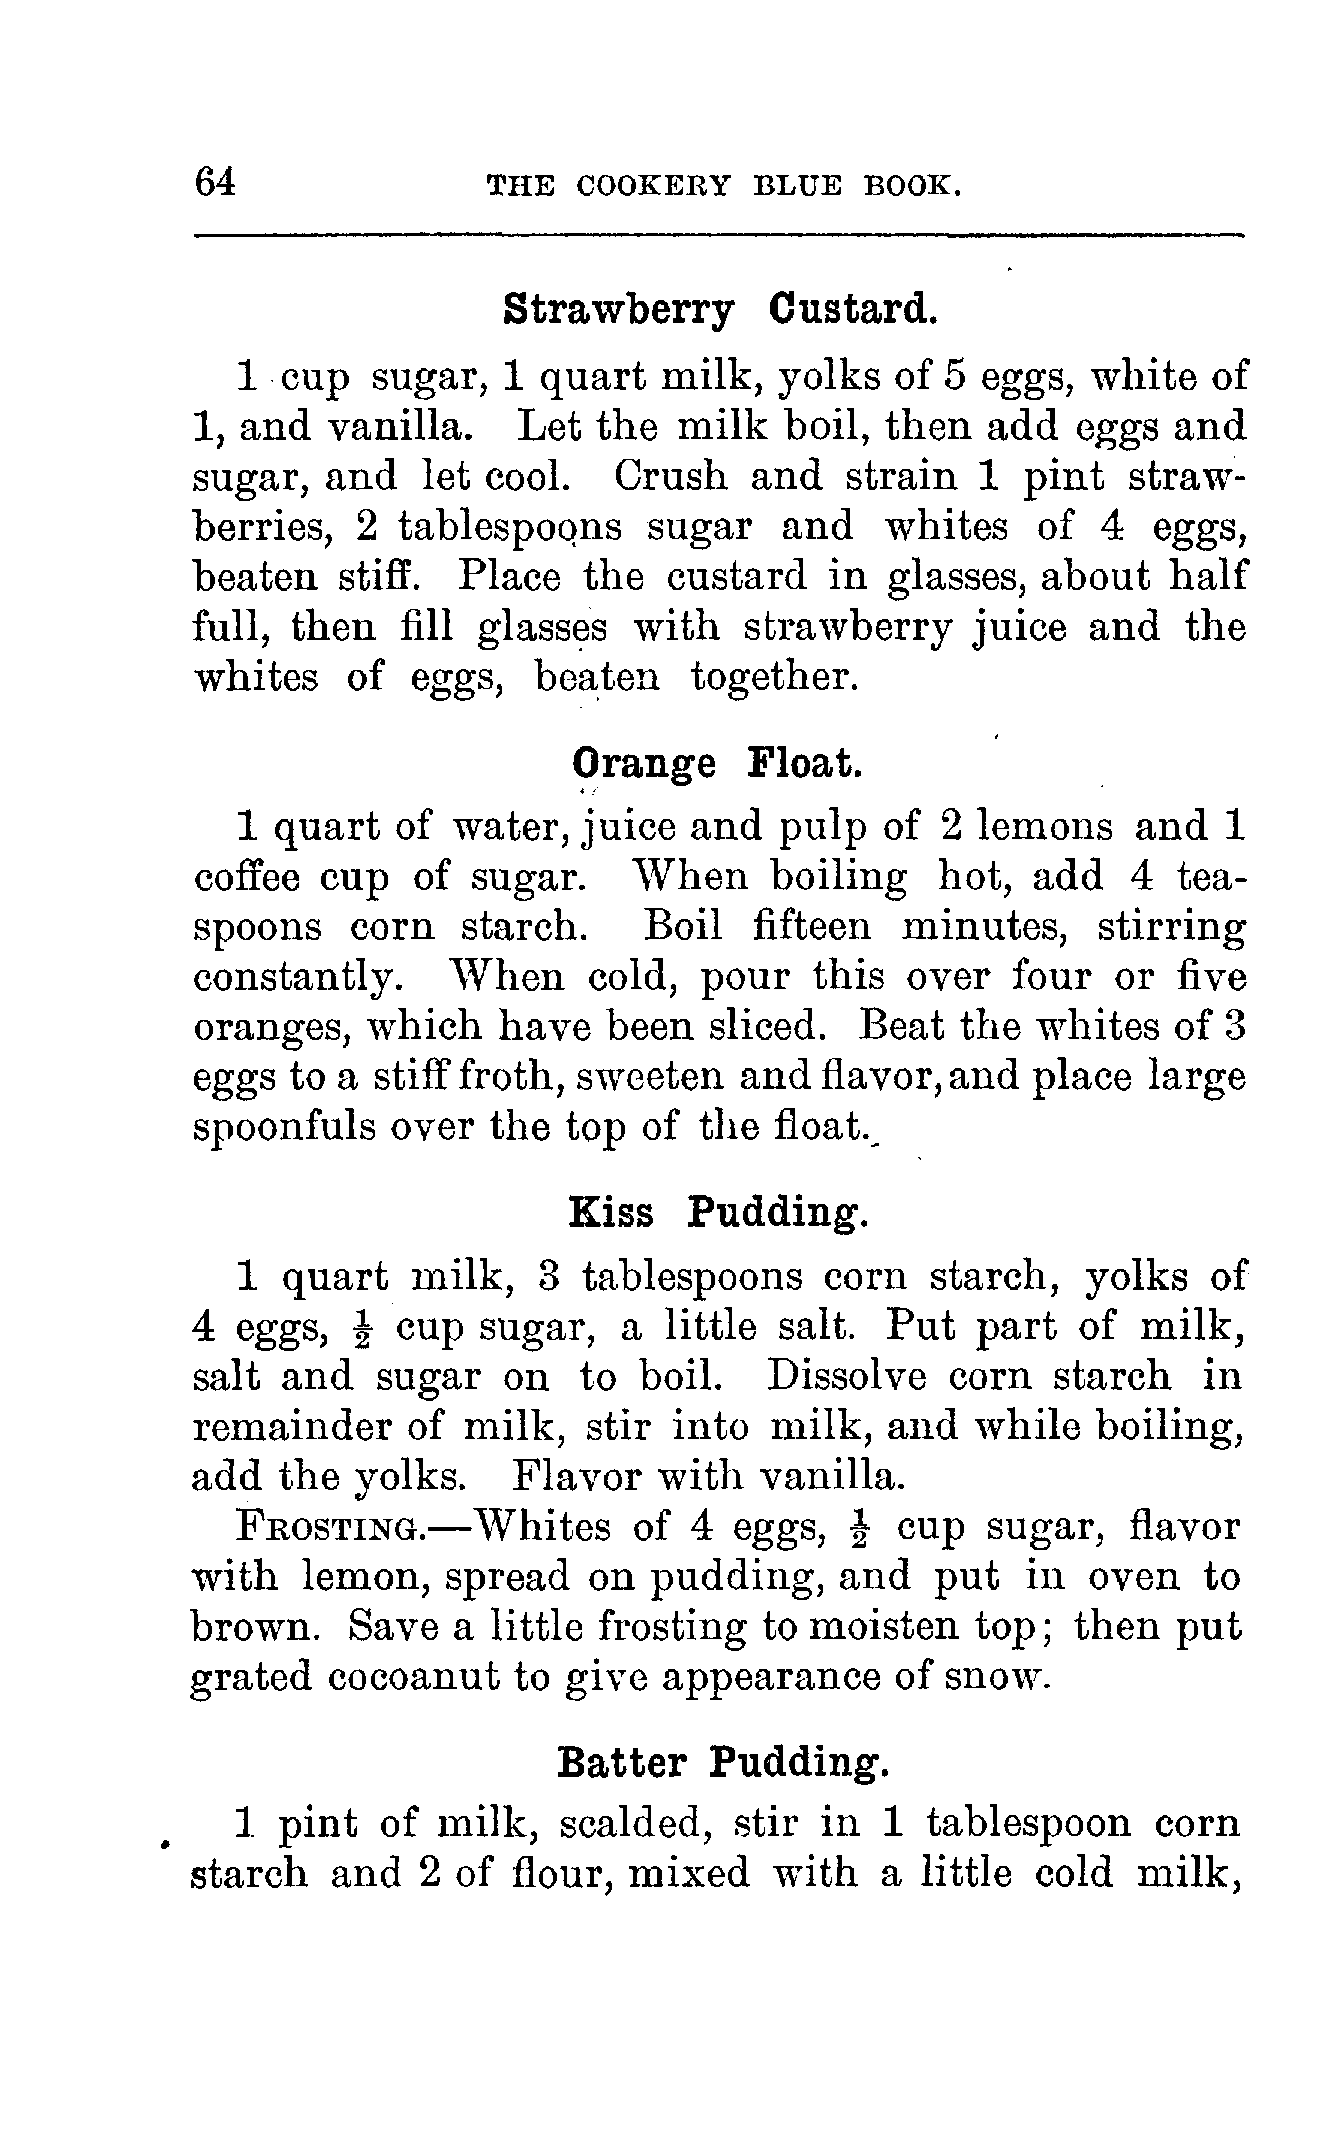 64 THE COOKERY BLUE BOOK.
Strawberry Custard.
1 cup sugar, 1 quart milk, yolks of 5 eggs, white of
1, and vanilla. Let the milk boil, then add eggs and
sugar, and let cool. Crush and strain 1 pint straw-
berries, 2 tablespoons sugar and whites of 4 eggs,
beaten stiff. Place the custard in glasses, about half
full, then fill glasses with strawberry juice and the
whites of eggs, beaten together.
Orange Float.
1 quart of water, juice and pulp of 2 lemons and 1
coffee cup of sugar. When boiling hot, add 4 tea-
spoons corn starch. Boil fifteen minutes, stirring
constantly. When cold, pour this over four or five
oranges, which have been sliced. Beat the whites of 3
eggs to a stiff froth, sweeten and flavor, and place large
spoonfuls over the top of the float.
Kiss Pudding.
1 quart milk, 3 tablespoons corn starch, yolks of
4 eggs, ½ cup sugar, a little salt. Put part of milk,
salt and sugar on to boil. Dissolve corn starch in
remainder of milk, stir into milk, and while boiling,
add the yolks. Flavor with vanilla.
FROSTING.—Whites of 4 eggs, ½ cup sugar, flavor
with lemon, spread on pudding, and put in oven to
brown. Save a little frosting to moisten top; then put
grated cocoanut to give appearance of snow.
Batter Pudding.
1 pint of milk, scalded, stir in 1 tablespoon corn
starch and 2 of flour, mixed with a little cold milk,